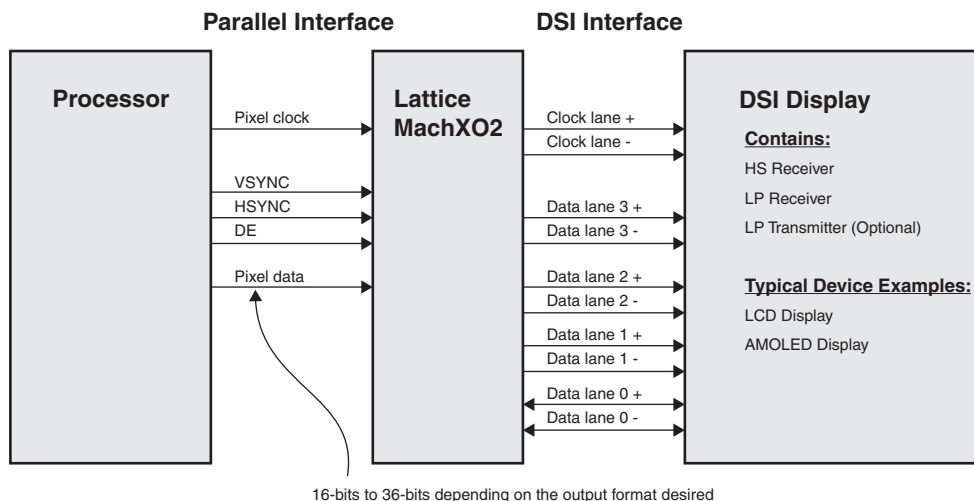 Parallel Interface
DSI Interface
Processor
Lattice
MachXO2
DSI Display
Pixel clock
VSYNC
HSYNC
DE
Pixel data
Clock lane +
Clock lane -
Data lane 3 +
Data lane 3 -
Data lane 2 +
Data lane 2 -
Data lane 1 +
Data lane 1 -
Data lane 0 +
Data lane 0 -
Contains:
HS Receiver
LP Receiver
LP Transmitter (Optional)
Typical Device Examples:
LCD Display
AMOLED Display
16-bits to 36-bits depending on the output format desired